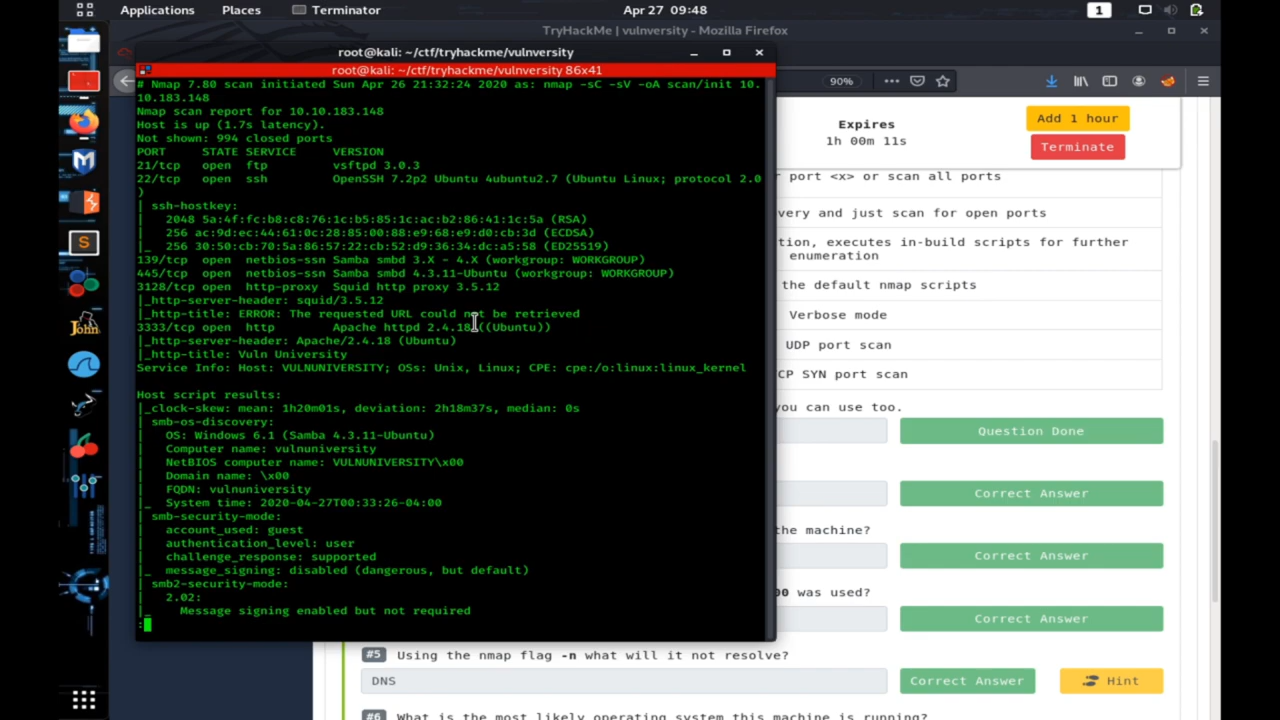 Applications Places Terminator Apr 27 09:48 1
TryHackMe | vulnversity - Mozilla Firefox
root@kali: ~/ctf/tryhackme/vulnversity
root@kali: ~/ctf/tryhackme/vulnversity 86x41
# Nmap 7.80 scan initiated Sun Apr 26 21:32:24 2020 as: nmap -sC -sV -oA scan/init 10.
10.183.148
Nmap scan report for 10.10.183.148
Host is up (1.7s latency).
Not shown: 994 closed ports
PORT STATE SERVICE VERSION
21/tcp open ftp vsftpd 3.0.3
22/tcp open ssh OpenSSH 7.2p2 Ubuntu 4ubuntu2.7 (Ubuntu Linux; protocol 2.0
)
| ssh-hostkey:
| 2048 5a:4f:fc:b8:c8:76:1c:b5:85:1c:ac:b2:86:41:1c:5a (RSA)
| 256 ac:9d:ec:44:61:0c:28:85:00:88:e9:68:e9:d0:cb:3d (ECDSA)
|_ 256 30:50:cb:70:5a:86:57:22:cb:52:d9:36:34:dc:a5:58 (ED25519)
139/tcp open netbios-ssn Samba smbd 3.X - 4.X (workgroup: WORKGROUP)
445/tcp open netbios-ssn Samba smbd 4.3.11-Ubuntu (workgroup: WORKGROUP)
3128/tcp open http-proxy Squid http proxy 3.5.12
|_http-server-header: squid/3.5.12
|_http-title: ERROR: The requested URL could not be retrieved
3333/tcp open http Apache httpd 2.4.18 ((Ubuntu))
|_http-server-header: Apache/2.4.18 (Ubuntu)
|_http-title: Vuln University
Service Info: Host: VULNUNIVERSITY; OSs: Unix, Linux; CPE: cpe:/o:linux:linux_kernel
Host script results:
|_clock-skew: mean: 1h20m01s, deviation: 2h18m37s, median: 0s
| smb-os-discovery:
| OS: Windows 6.1 (Samba 4.3.11-Ubuntu)
| Computer name: vulnuniversity
| NetBIOS computer name: VULNUNIVERSITY\x00
| Domain name: \x00
| FQDN: vulnuniversity
|_ System time: 2020-04-27T00:33:26-04:00
| smb-security-mode:
| account_used: guest
| authentication_level: user
| challenge_response: supported
|_ message_signing: disabled (dangerous, but default)
| smb2-security-mode:
| 2.02:
|_ Message signing enabled but not required
:
90%
Expires
1h 00m 11s
Add 1 hour
Terminate
port <x> or scan all ports
very and just scan for open ports
tion, executes in-build scripts for further
enumeration
the default nmap scripts
Verbose mode
UDP port scan
CP SYN port scan
you can use too.
Question Done
Correct Answer
the machine?
Correct Answer
00 was used?
Correct Answer
#5 Using the nmap flag -n what will it not resolve?
DNS Correct Answer Hint
#6 What is the most likely operating system this machine is running?
John
S